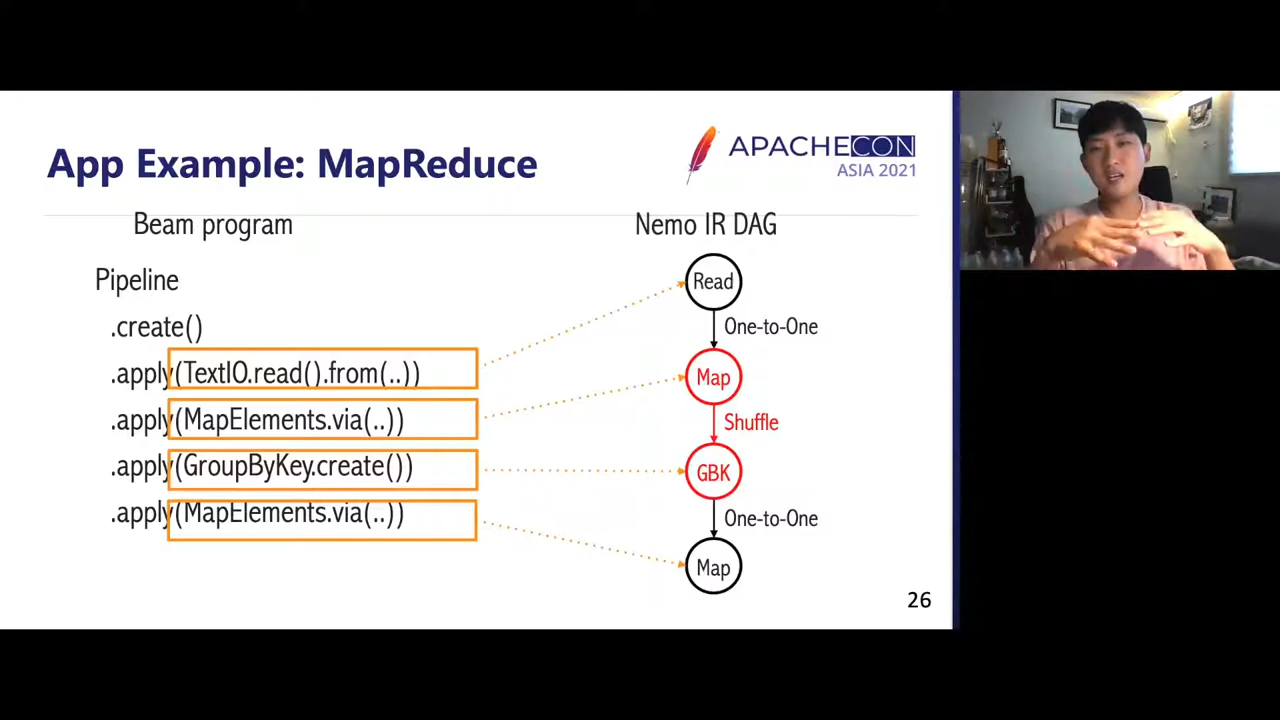 App Example: MapReduce
APACHECON
ASIA 2021
Beam program
Nemo IR DAG
Pipeline
.create()
.apply(TextIO.read().from(..))
.apply(MapElements.via(..))
.apply(GroupByKey.create())
.apply(MapElements.via(..))
Read
One-to-One
Map
Shuffle
GBK
One-to-One
Map
26